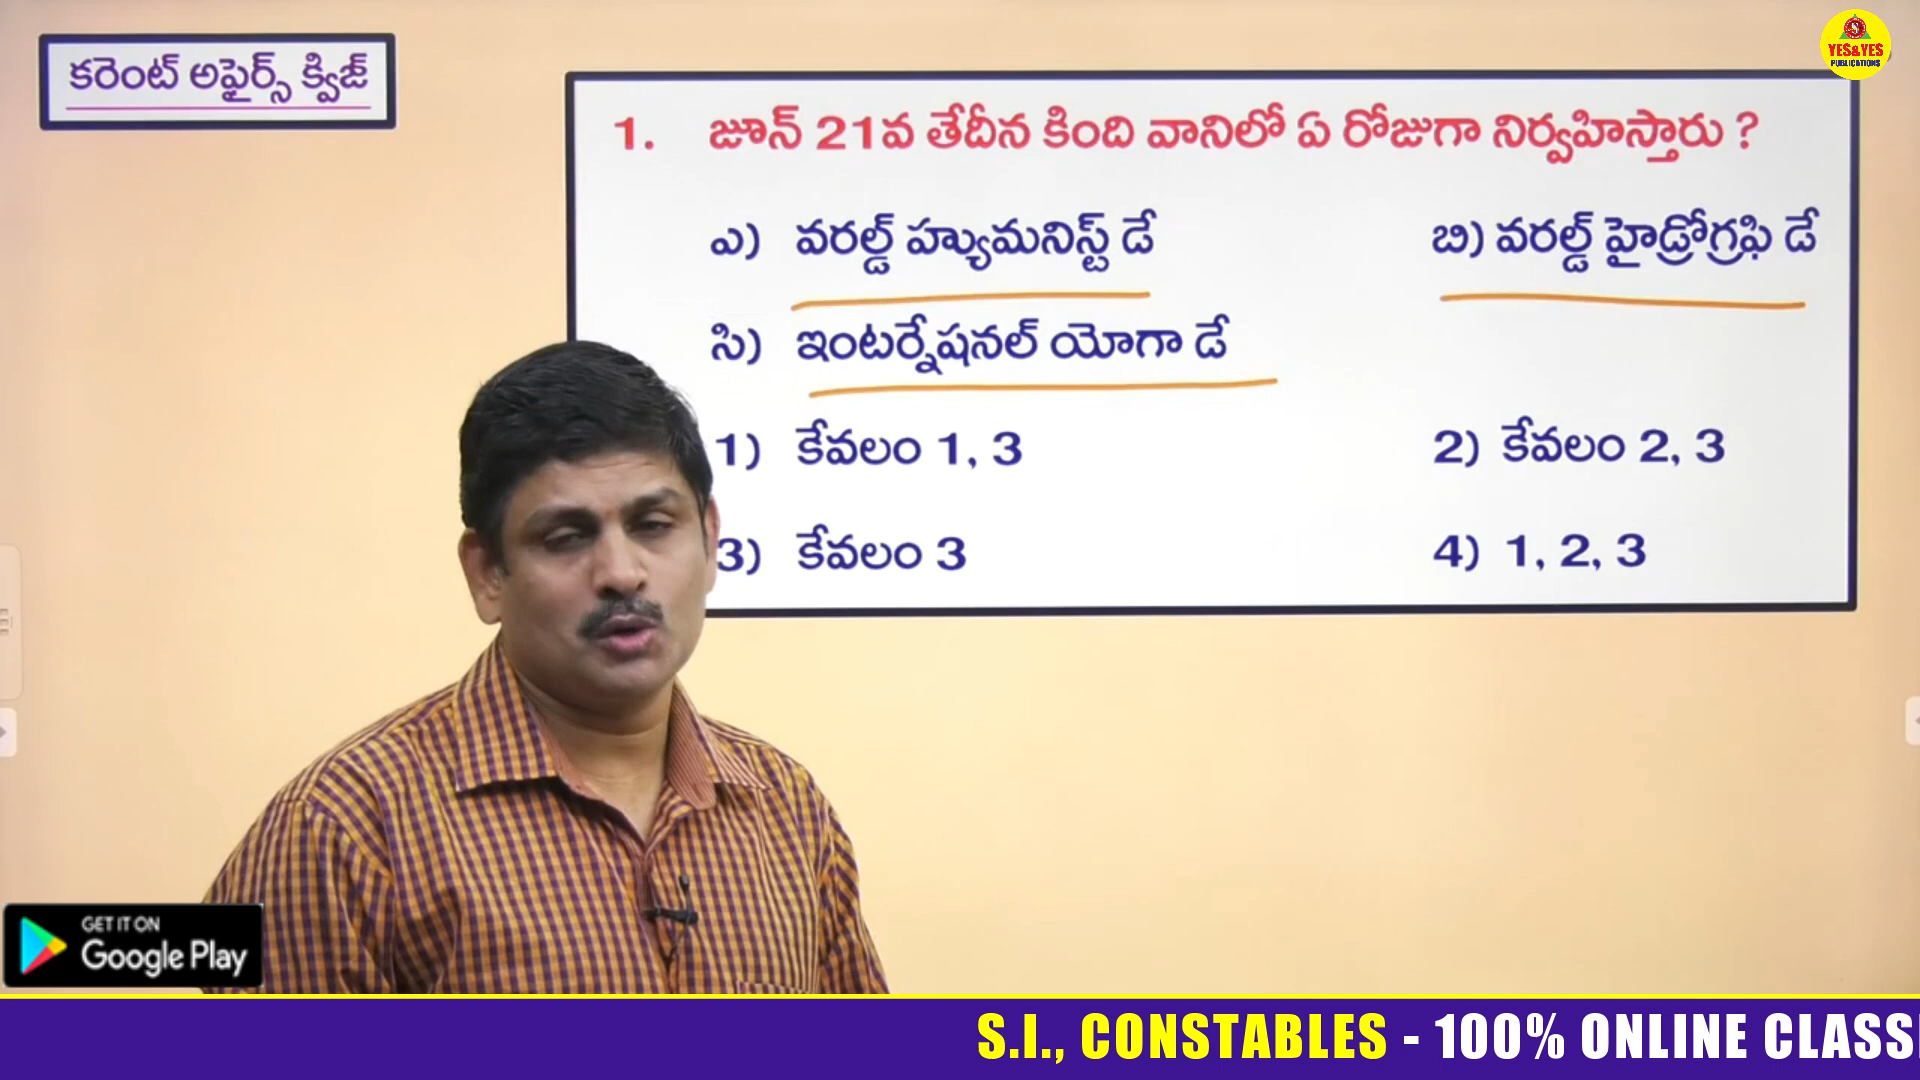 కరెంట్ అఫైర్స్ క్విజ్
YES&YES
PUBLICATIONS
1. జూన్ 21వ తేదీన కింది వానిలో ఏ రోజుగా నిర్వహిస్తారు ?
ఎ) వరల్డ్ హ్యుమనిస్ట్ డే
బి) వరల్డ్ హైడ్రోగ్రఫి డే
సి) ఇంటర్నేషనల్ యోగా డే
1) కేవలం 1, 3
2) కేవలం 2, 3
3) కేవలం 3
4) 1, 2, 3
GET IT ON
Google Play
S.I., CONSTABLES - 100% ONLINE CLASS